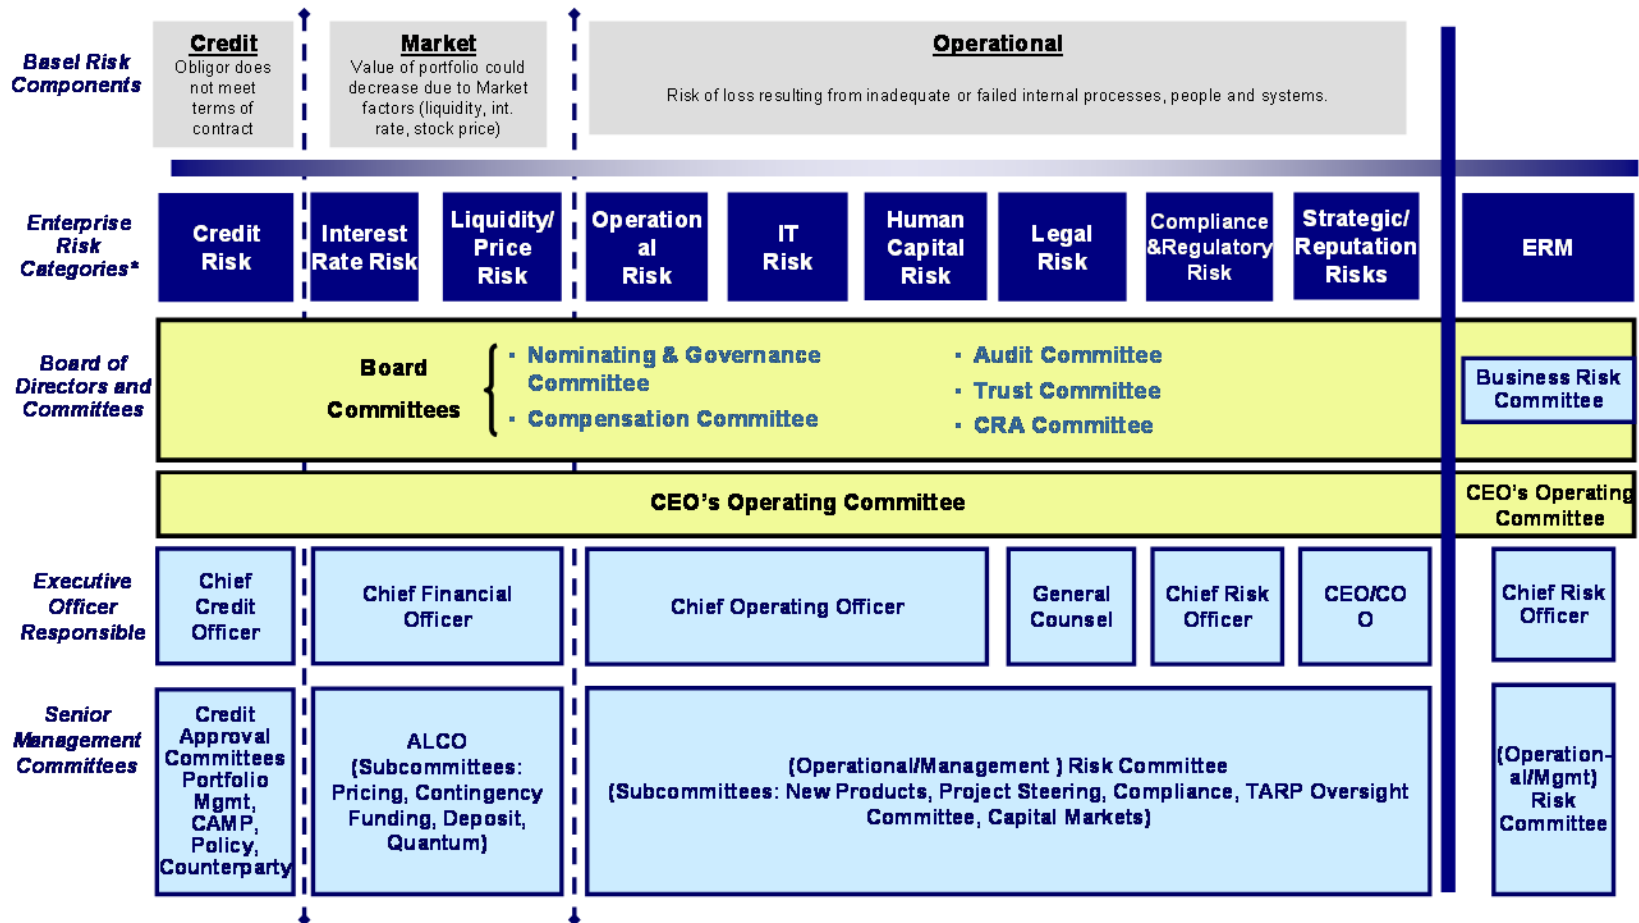 Basel Risk
Components
Credit
Obligor does
not meet
terms of
contract
Market
Value of portfolio could
decrease due to Market
factors (liquidity, int.
rate, stock price)
Operational
Risk of loss resulting from inadequate or failed internal processes, people and systems.
Enterprise
Risk
Categories*
Credit
Risk
Interest
Rate Risk
Liquidity/
Price
Risk
Operation
al
Risk
IT
Risk
Human
Capital
Risk
Legal
Risk
Compliance
&Regulatory
Risk
Strategic/
Reputation
Risks
ERM
Board of
Directors and
Committees
Board
Committees
▪ Nominating & Governance
Committee
▪ Compensation Committee
▪ Audit Committee
▪ Trust Committee
▪ CRA Committee
Business Risk
Committee
CEO's Operating Committee
CEO's Operating
Committee
Executive
Officer
Responsible
Chief
Credit
Officer
Chief Financial
Officer
Chief Operating Officer
General
Counsel
Chief Risk
Officer
CEO/CO
O
Chief Risk
Officer
Senior
Management
Committees
Credit
Approval
Committees
Portfolio
Mgmt,
CAMP,
Policy,
Counterparty
ALCO
(Subcommittees:
Pricing, Contingency
Funding, Deposit,
Quantum)
(Operational/Management ) Risk Committee
(Subcommittees: New Products, Project Steering, Compliance, TARP Oversight
Committee, Capital Markets)
(Operation-
al/Mgmt)
Risk
Committee